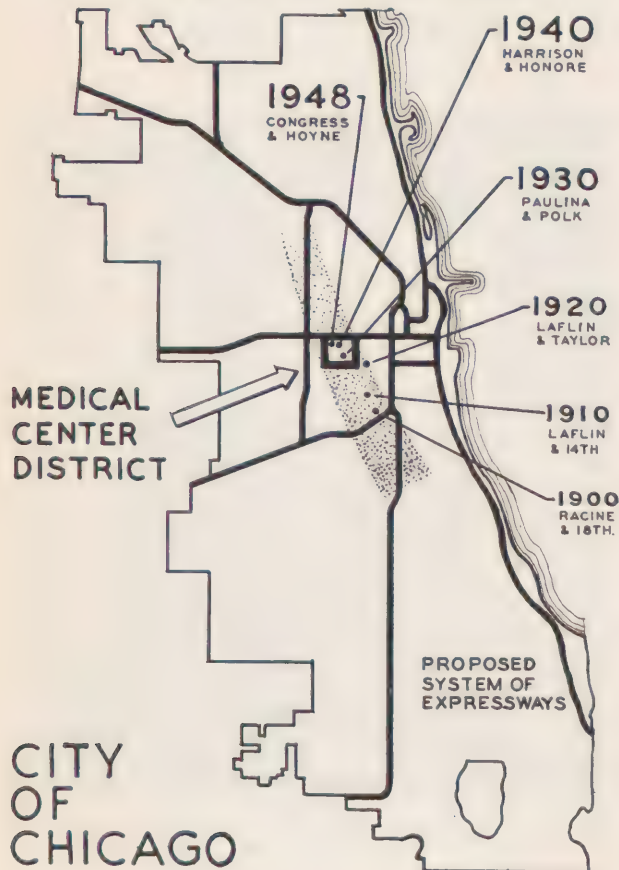 1940
HARRISON
& HONORE
1948
CONGRESS
& HOYNE
1930
PAULINA
& POLK
1920
LAFLIN
& TAYLOR
MEDICAL
CENTER
DISTRICT
1910
LAFLIN
& 14TH
1900
RACINE
& 18TH.
PROPOSED
SYSTEM OF
EXPRESSWAYS
CITY
OF
CHICAGO